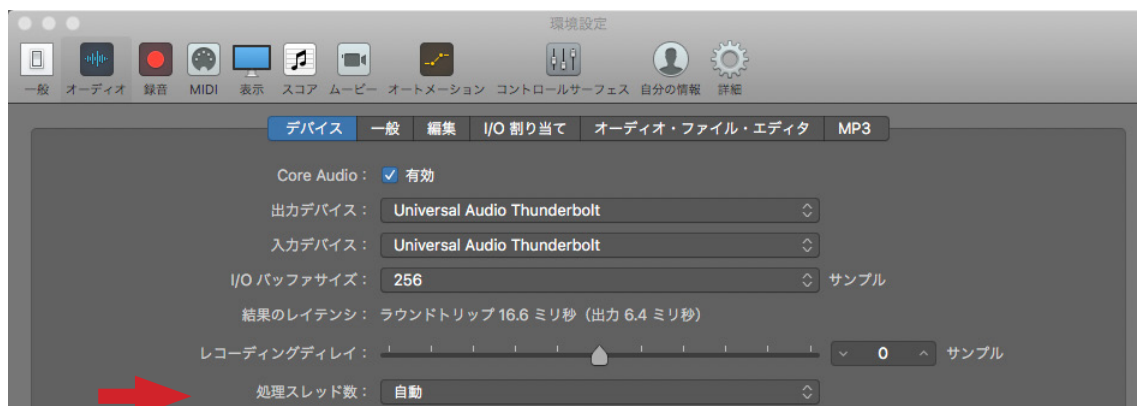 環境設定
一般 オーディオ 録音 MIDI 表示 スコア ムービー オートメーション コントロールサーフェス 自分の情報 詳細
デバイス 一般 編集 I/O 割り当て オーディオ・ファイル・エディタ MP3
Core Audio： 有効
出力デバイス： Universal Audio Thunderbolt
入力デバイス： Universal Audio Thunderbolt
I/O バッファサイズ： 256 サンプル
結果のレイテンシ： ラウンドトリップ 16.6 ミリ秒（出力 6.4 ミリ秒）
レコーディングディレイ： 0 サンプル
処理スレッド数： 自動